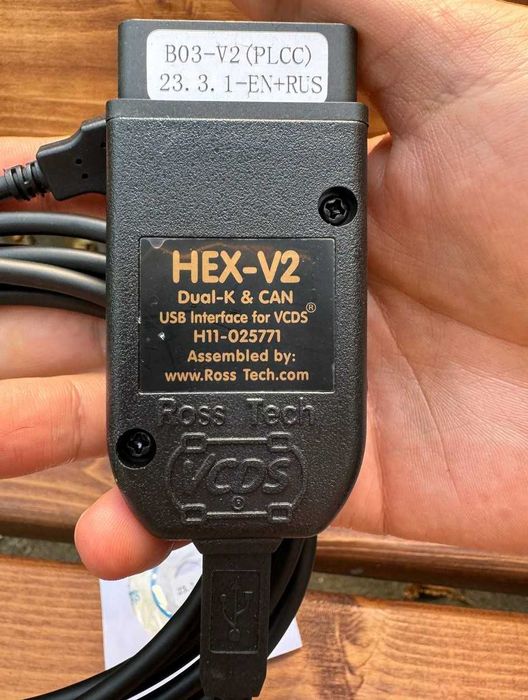 B03-V2(PLCC)
23.3.1-EN+RUS
HEX-V2
Dual-K & CAN
USB Interface for VCDS®
H11-025771
Assembled by:
www.Ross Tech.com
Ross Tech
VCDS
®